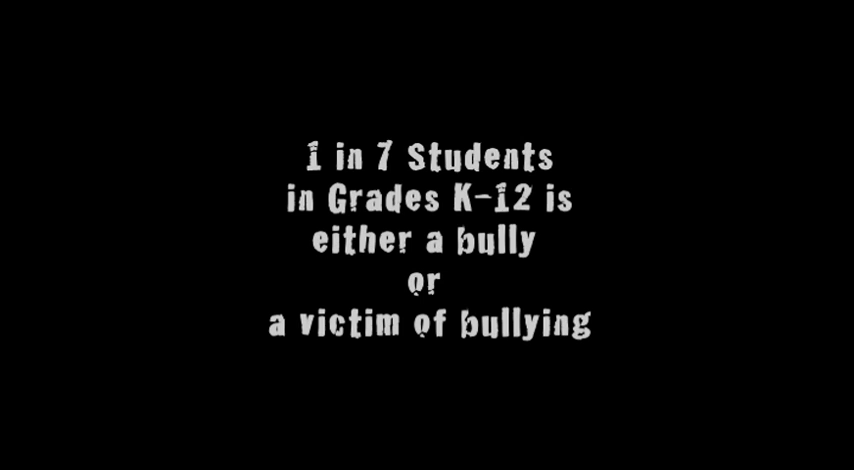 1 in 7 Students
in Grades K-12 is
either a bully
or
a victim of bullying